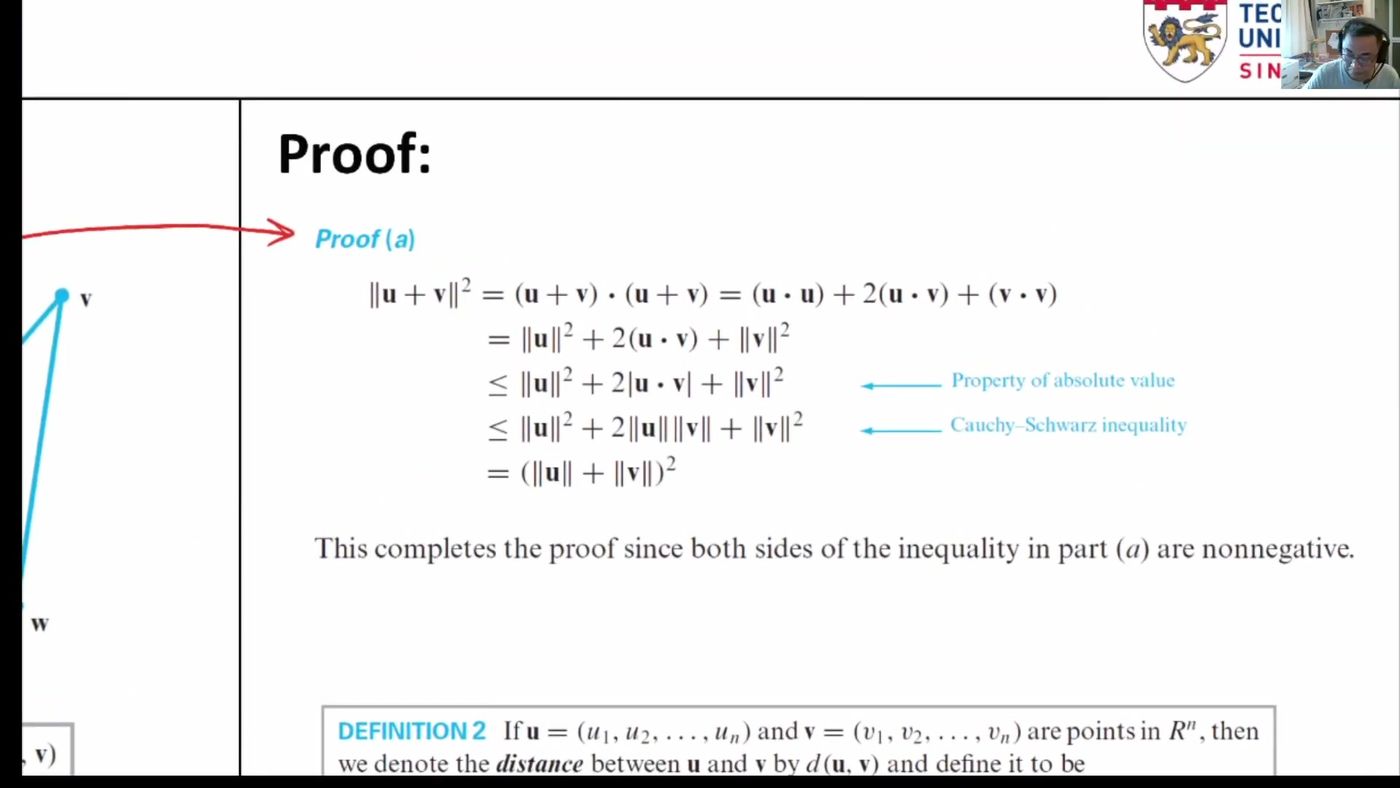 TEC
UNI
SIN
Proof:
Proof (a)
v
‖u + v‖² = (u + v) · (u + v) = (u · u) + 2(u · v) + (v · v)
= ‖u‖² + 2(u · v) + ‖v‖²
≤ ‖u‖² + 2|u · v| + ‖v‖² Property of absolute value
≤ ‖u‖² + 2‖u‖ ‖v‖ + ‖v‖² Cauchy–Schwarz inequality
= (‖u‖ + ‖v‖)²
This completes the proof since both sides of the inequality in part (a) are nonnegative.
w
, v)
DEFINITION 2 If u = (u₁, u₂, . . . , uₙ) and v = (v₁, v₂, . . . , vₙ) are points in Rⁿ, then
we denote the distance between u and v by d(u, v) and define it to be